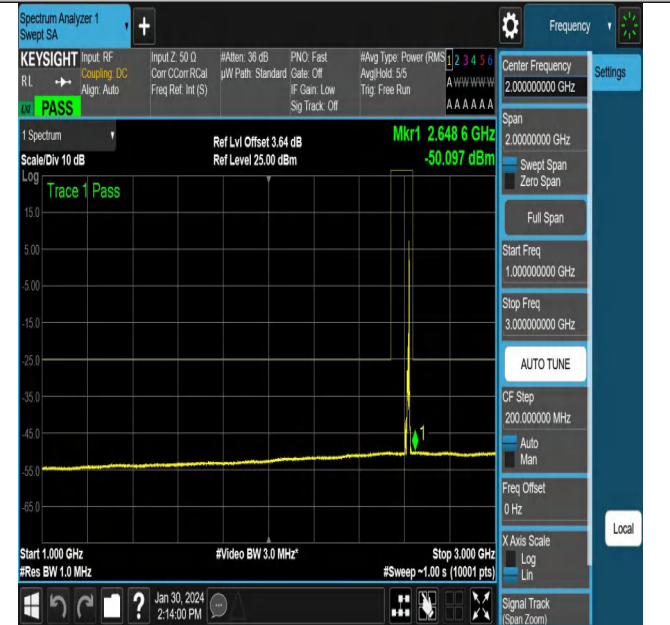 Spectrum Analyzer 1
Swept SA
+
Frequency
KEYSIGHT
RL
LXI PASS
Input: RF
Coupling: DC
Align: Auto
Input Z: 50 Ω
Corr CCorr RCal
Freq Ref: Int (S)
#Atten: 36 dB
µW Path: Standard
PNO: Fast
Gate: Off
IF Gain: Low
Sig Track: Off
#Avg Type: Power (RMS
Avg|Hold: 5/5
Trig: Free Run
1 2 3 4 5 6
A W W W W W
A A A A A A
Center Frequency
2.000000000 GHz
Settings
1 Spectrum
Scale/Div 10 dB
Ref Lvl Offset 3.64 dB
Ref Level 25.00 dBm
Mkr1 2.648 6 GHz
-50.097 dBm
Span
2.00000000 GHz
Swept Span
Zero Span
Full Span
Start Freq
1.000000000 GHz
Stop Freq
3.000000000 GHz
AUTO TUNE
CF Step
200.000000 MHz
Auto
Man
Freq Offset
0 Hz
X Axis Scale
Log
Lin
Signal Track
(Span Zoom)
Local
Log
Trace 1 Pass
15.0
5.00
-5.00
-15.0
-25.0
-35.0
-45.0
-55.0
-65.0
1
Start 1.000 GHz
#Res BW 1.0 MHz
#Video BW 3.0 MHz*
Stop 3.000 GHz
#Sweep ~1.00 s (10001 pts)
?
Jan 30, 2024
2:14:00 PM